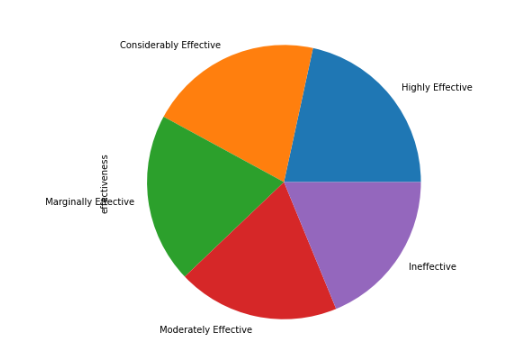 Considerably Effective
Highly Effective
effectiveness
Marginally Effective
Ineffective
Moderately Effective